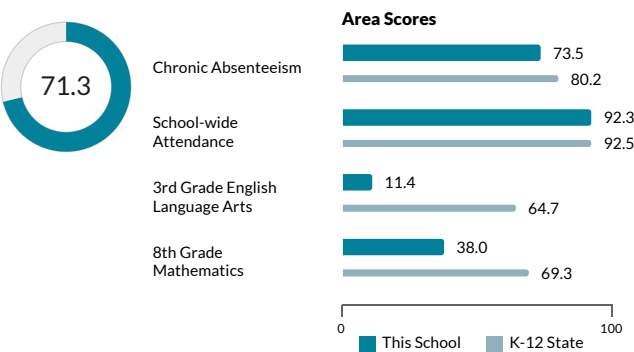 Area Scores
71.3
Chronic Absenteeism
73.5
80.2
School-wide
Attendance
92.3
92.5
3rd Grade English
Language Arts
11.4
64.7
8th Grade
Mathematics
38.0
69.3
0
100
This School
K-12 State